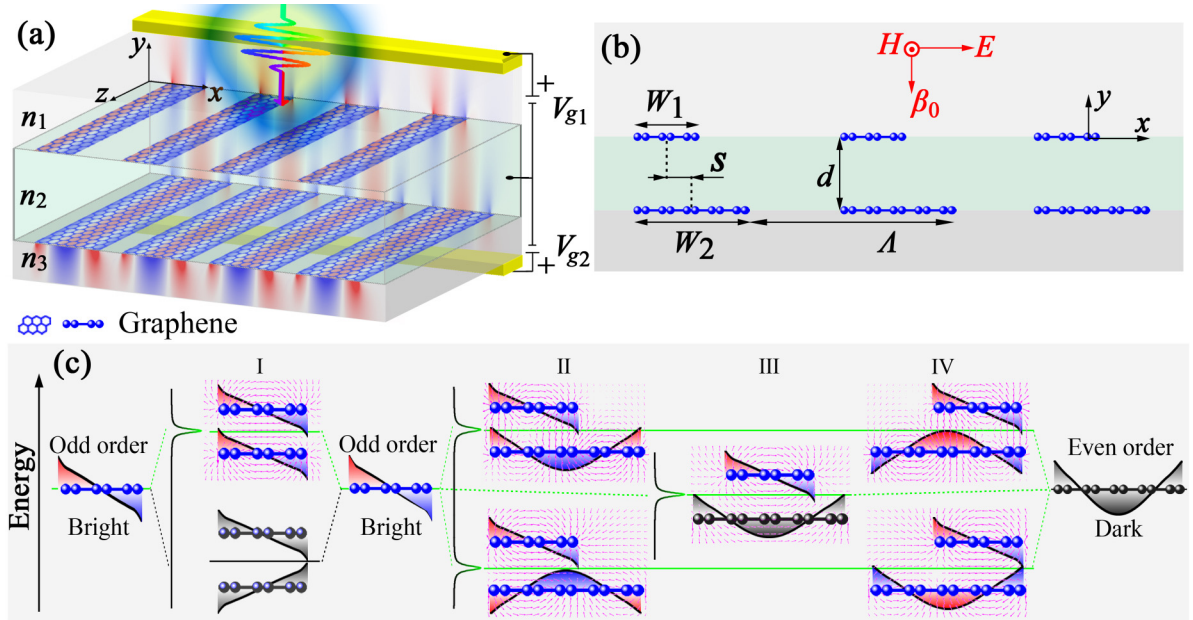 (a)
y
z
x
n1
n2
n3
+
Vg1
Vg2
+
Graphene
(b)
H
E
β0
W1
y
x
S
d
W2
Λ
(c)
I
II
III
IV
Energy
Odd order
Bright
Odd order
Bright
Even order
Dark